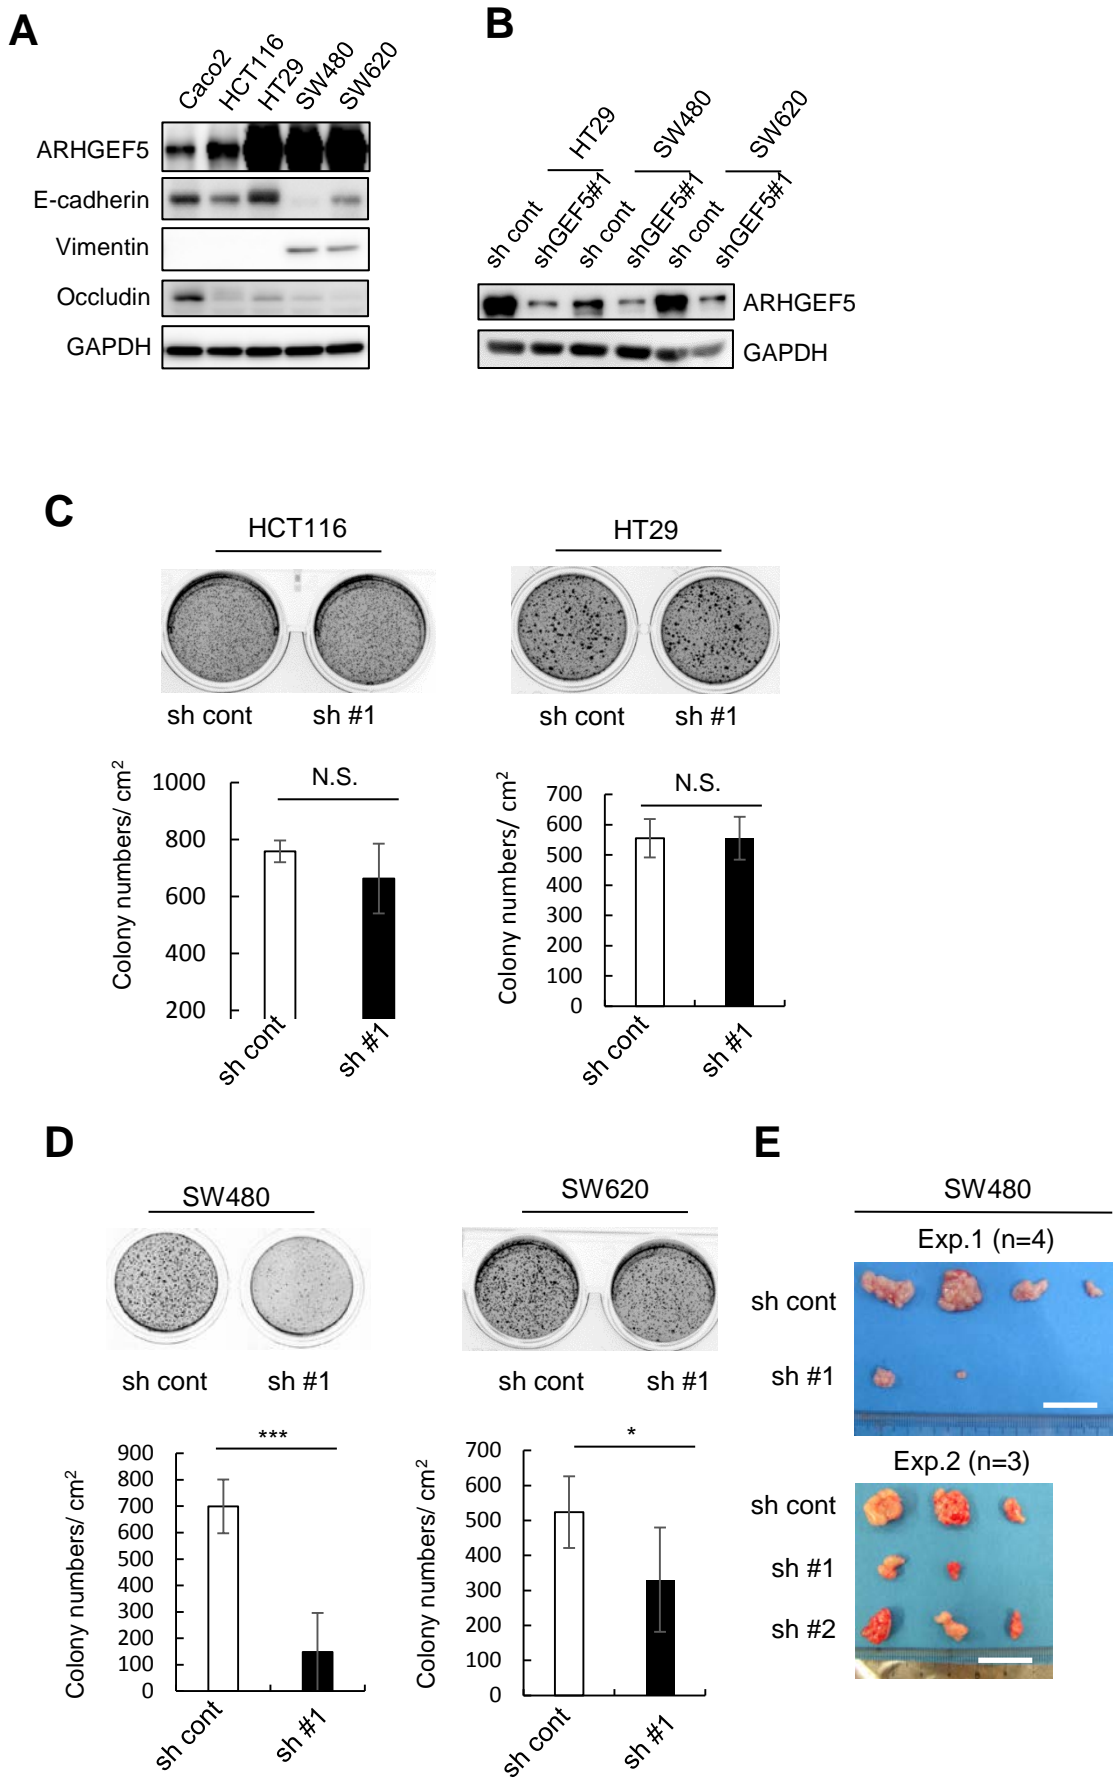 A
Caco2
HCT116
HT29
SW480
SW620
ARHGEF5
E-cadherin
Vimentin
Occludin
GAPDH
B
HT29
SW480
SW620
sh cont
shGEF5#1
sh cont
shGEF5#1
sh cont
shGEF5#1
ARHGEF5
GAPDH
C
HCT116
sh cont
sh #1
Colony numbers/ cm²
1000
800
600
400
200
N.S.
sh cont
sh #1
HT29
sh cont
sh #1
Colony numbers/ cm²
700
600
500
400
300
200
100
0
N.S.
sh cont
sh #1
D
SW480
sh cont
sh #1
Colony numbers/ cm²
900
800
700
600
500
400
300
200
100
0
***
sh cont
sh #1
SW620
sh cont
sh #1
Colony numbers/ cm²
700
600
500
400
300
200
100
0
*
sh cont
sh #1
E
SW480
Exp.1 (n=4)
sh cont
sh #1
Exp.2 (n=3)
sh cont
sh #1
sh #2